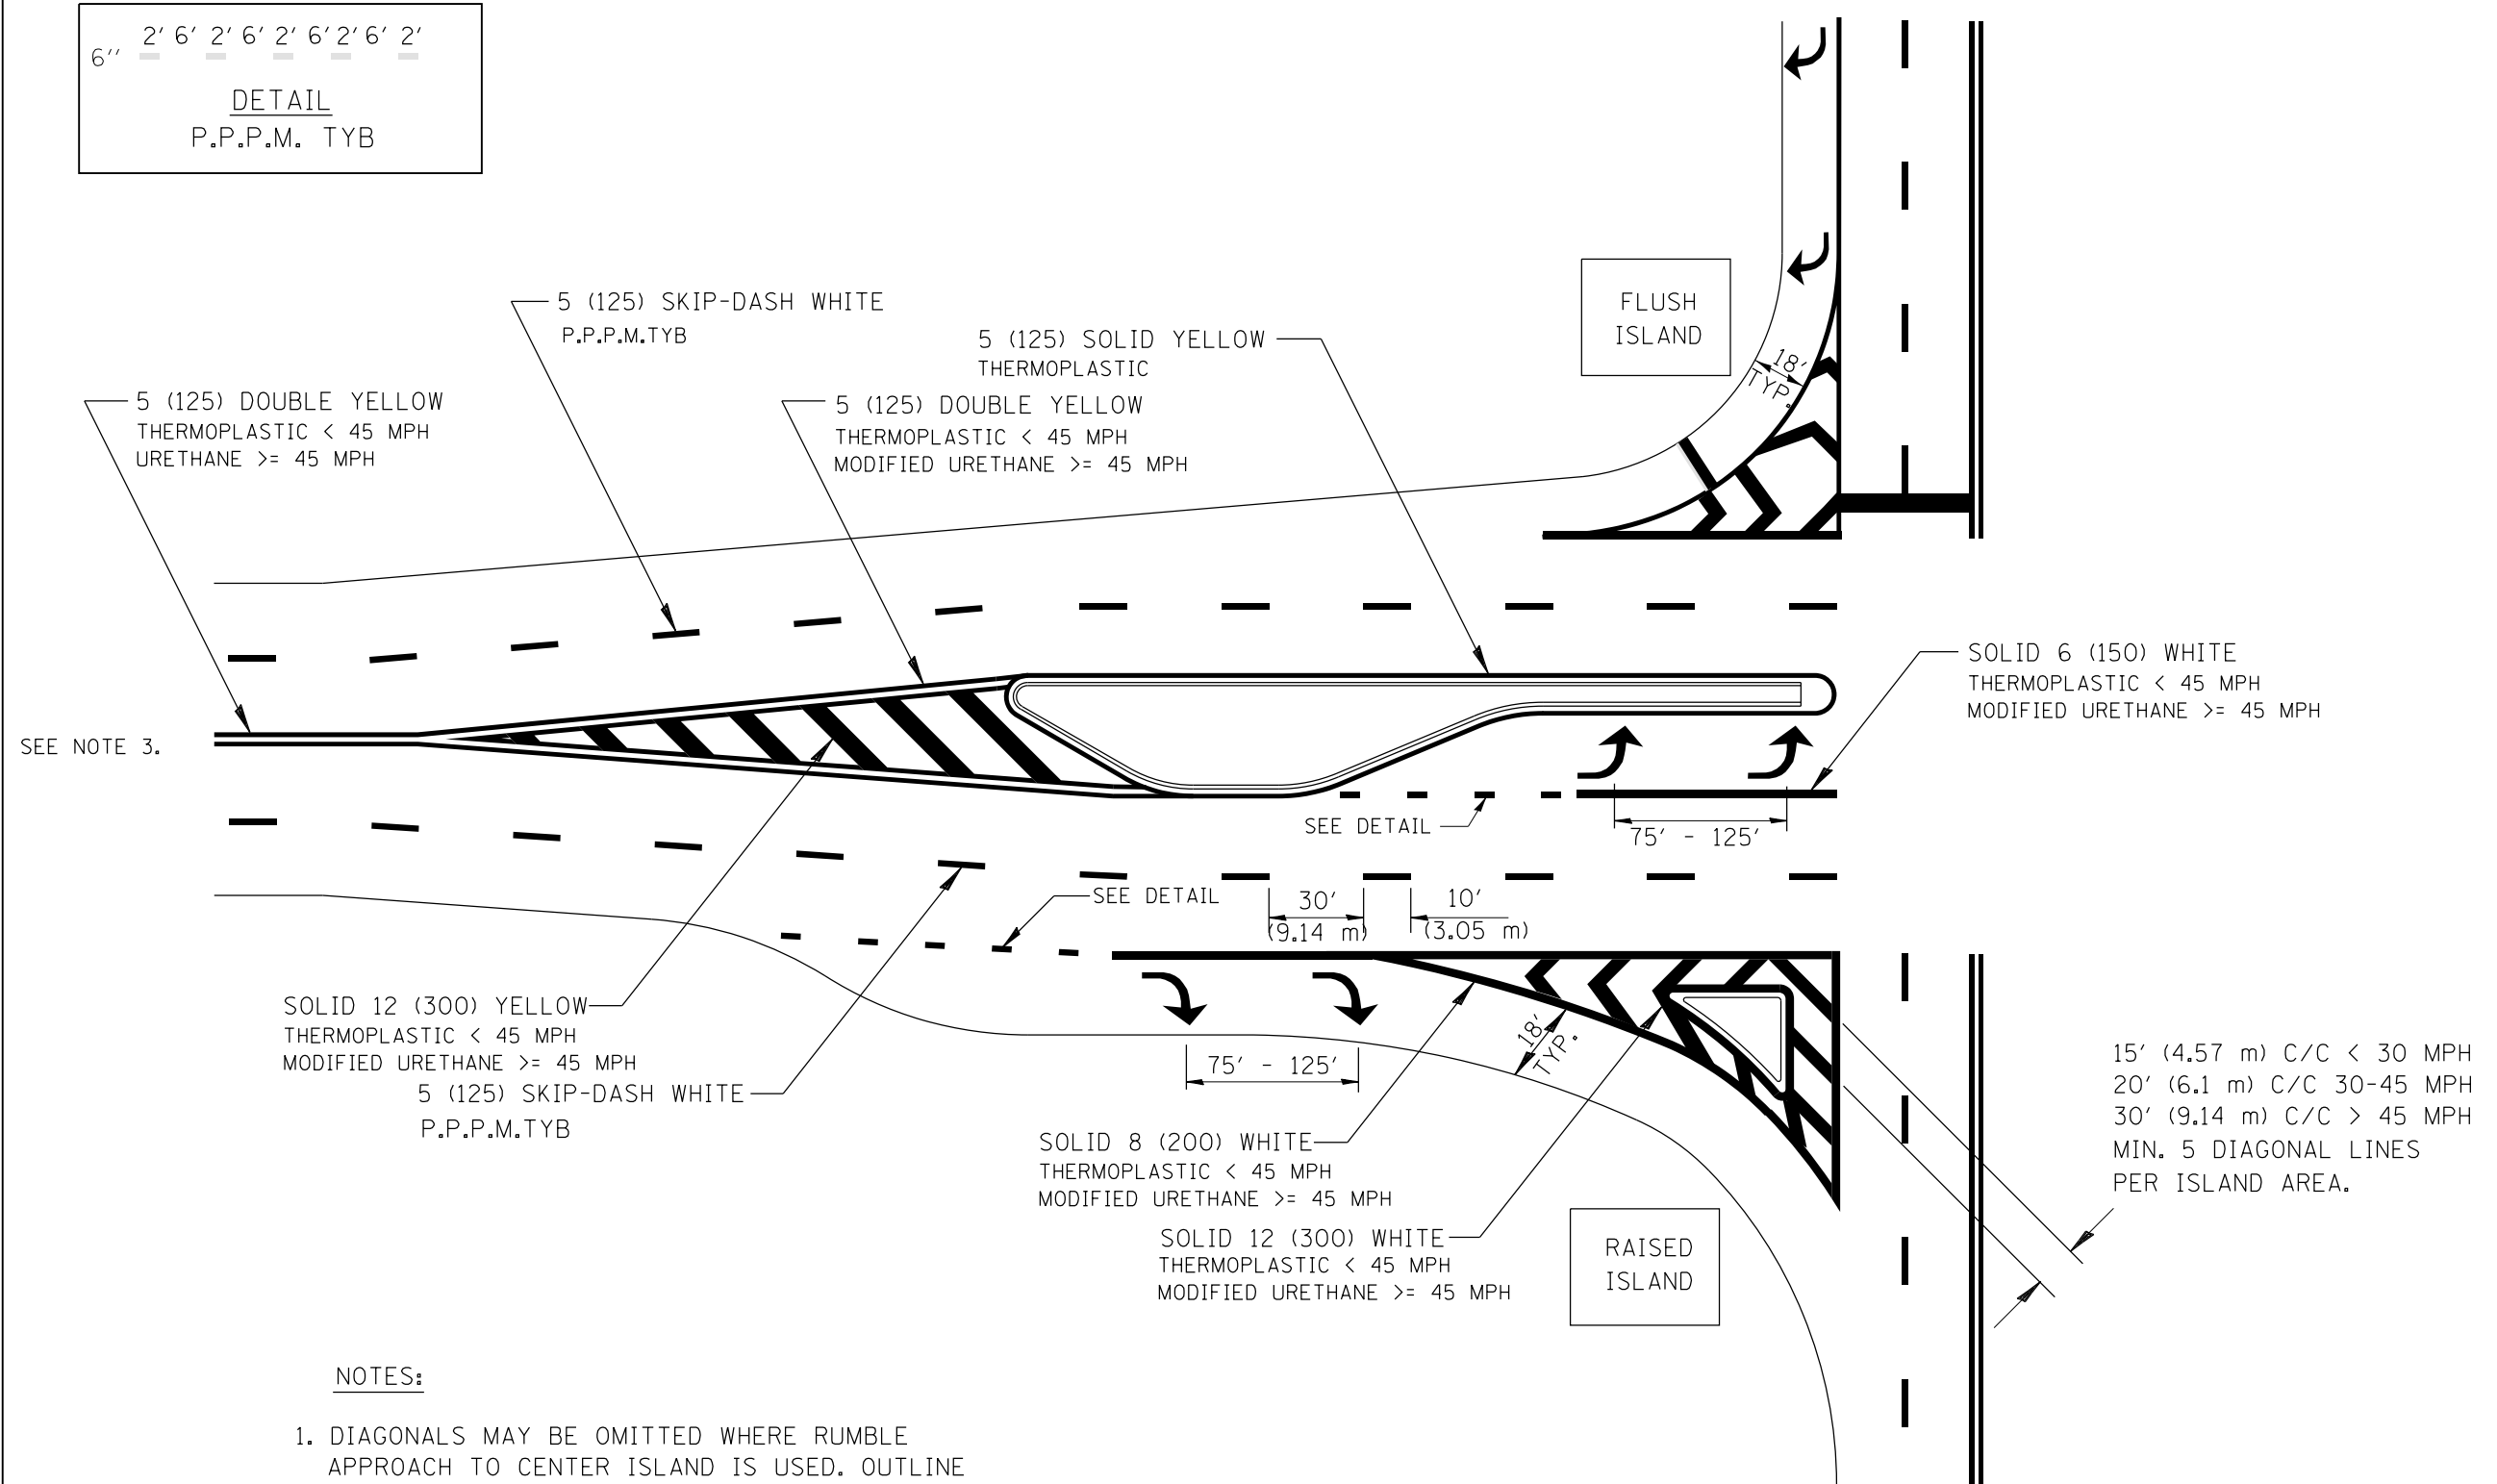 2' 6' 2' 6' 2' 6' 2' 6' 2'
6''
DETAIL
P.P.P.M. TYB
5 (125) SKIP-DASH WHITE
P.P.P.M.TYB
5 (125) SOLID YELLOW
THERMOPLASTIC
5 (125) DOUBLE YELLOW
THERMOPLASTIC < 45 MPH
URETHANE >= 45 MPH
5 (125) DOUBLE YELLOW
THERMOPLASTIC < 45 MPH
MODIFIED URETHANE >= 45 MPH
FLUSH
ISLAND
18'
TYP.
SEE NOTE 3.
SOLID 6 (150) WHITE
THERMOPLASTIC < 45 MPH
MODIFIED URETHANE >= 45 MPH
SEE DETAIL
75' - 125'
SEE DETAIL
30'
(9.14 m)
10'
(3.05 m)
SOLID 12 (300) YELLOW
THERMOPLASTIC < 45 MPH
MODIFIED URETHANE >= 45 MPH
5 (125) SKIP-DASH WHITE
P.P.P.M.TYB
75' - 125'
18'
TYP.
15' (4.57 m) C/C < 30 MPH
20' (6.1 m) C/C 30-45 MPH
30' (9.14 m) C/C > 45 MPH
MIN. 5 DIAGONAL LINES
PER ISLAND AREA.
SOLID 8 (200) WHITE
THERMOPLASTIC < 45 MPH
MODIFIED URETHANE >= 45 MPH
SOLID 12 (300) WHITE
THERMOPLASTIC < 45 MPH
MODIFIED URETHANE >= 45 MPH
RAISED
ISLAND
NOTES:
1. DIAGONALS MAY BE OMITTED WHERE RUMBLE
APPROACH TO CENTER ISLAND IS USED. OUTLINE